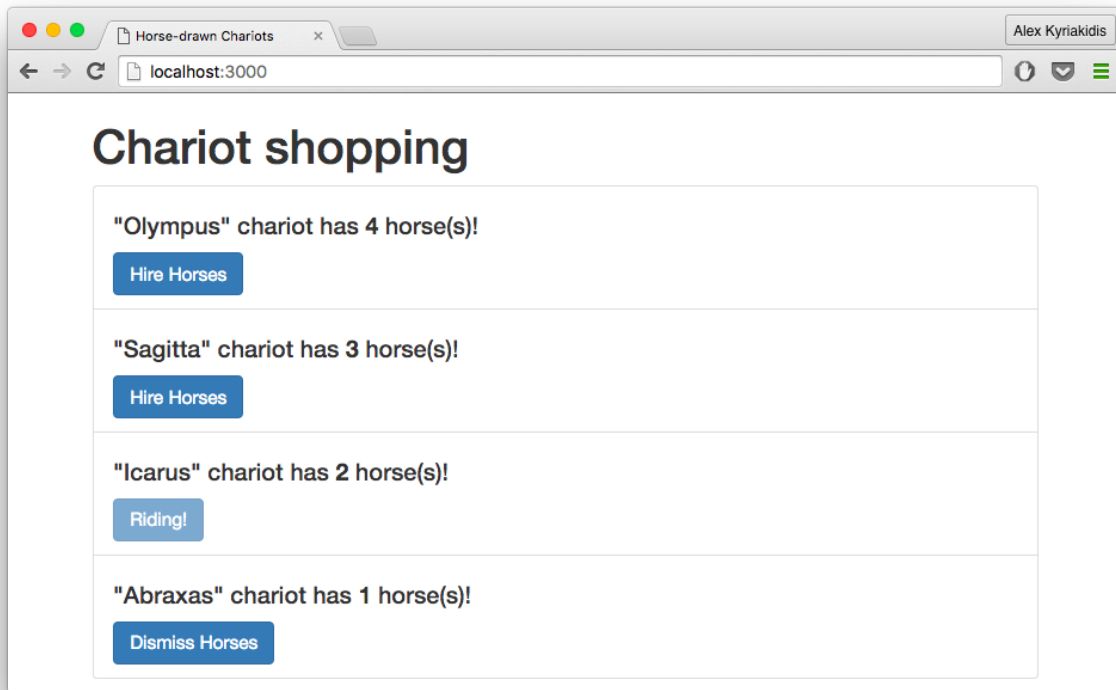 Horse-drawn Chariots
Alex Kyriakidis
localhost:3000
Chariot shopping
"Olympus" chariot has 4 horse(s)!
Hire Horses
"Sagitta" chariot has 3 horse(s)!
Hire Horses
"Icarus" chariot has 2 horse(s)!
Riding!
"Abraxas" chariot has 1 horse(s)!
Dismiss Horses